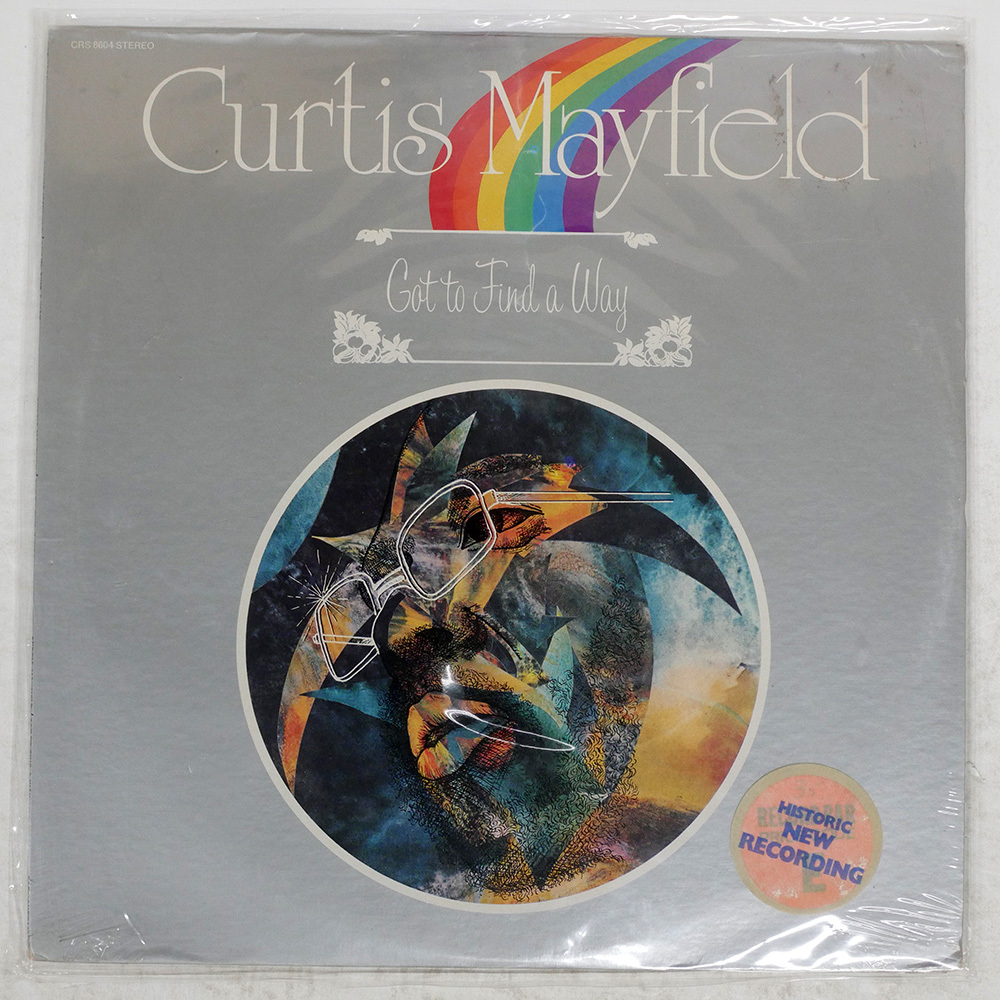 CRS 8604 STEREO
Curtis Mayfield
Got to Find a Way
HISTORIC
NEW
RECORDING